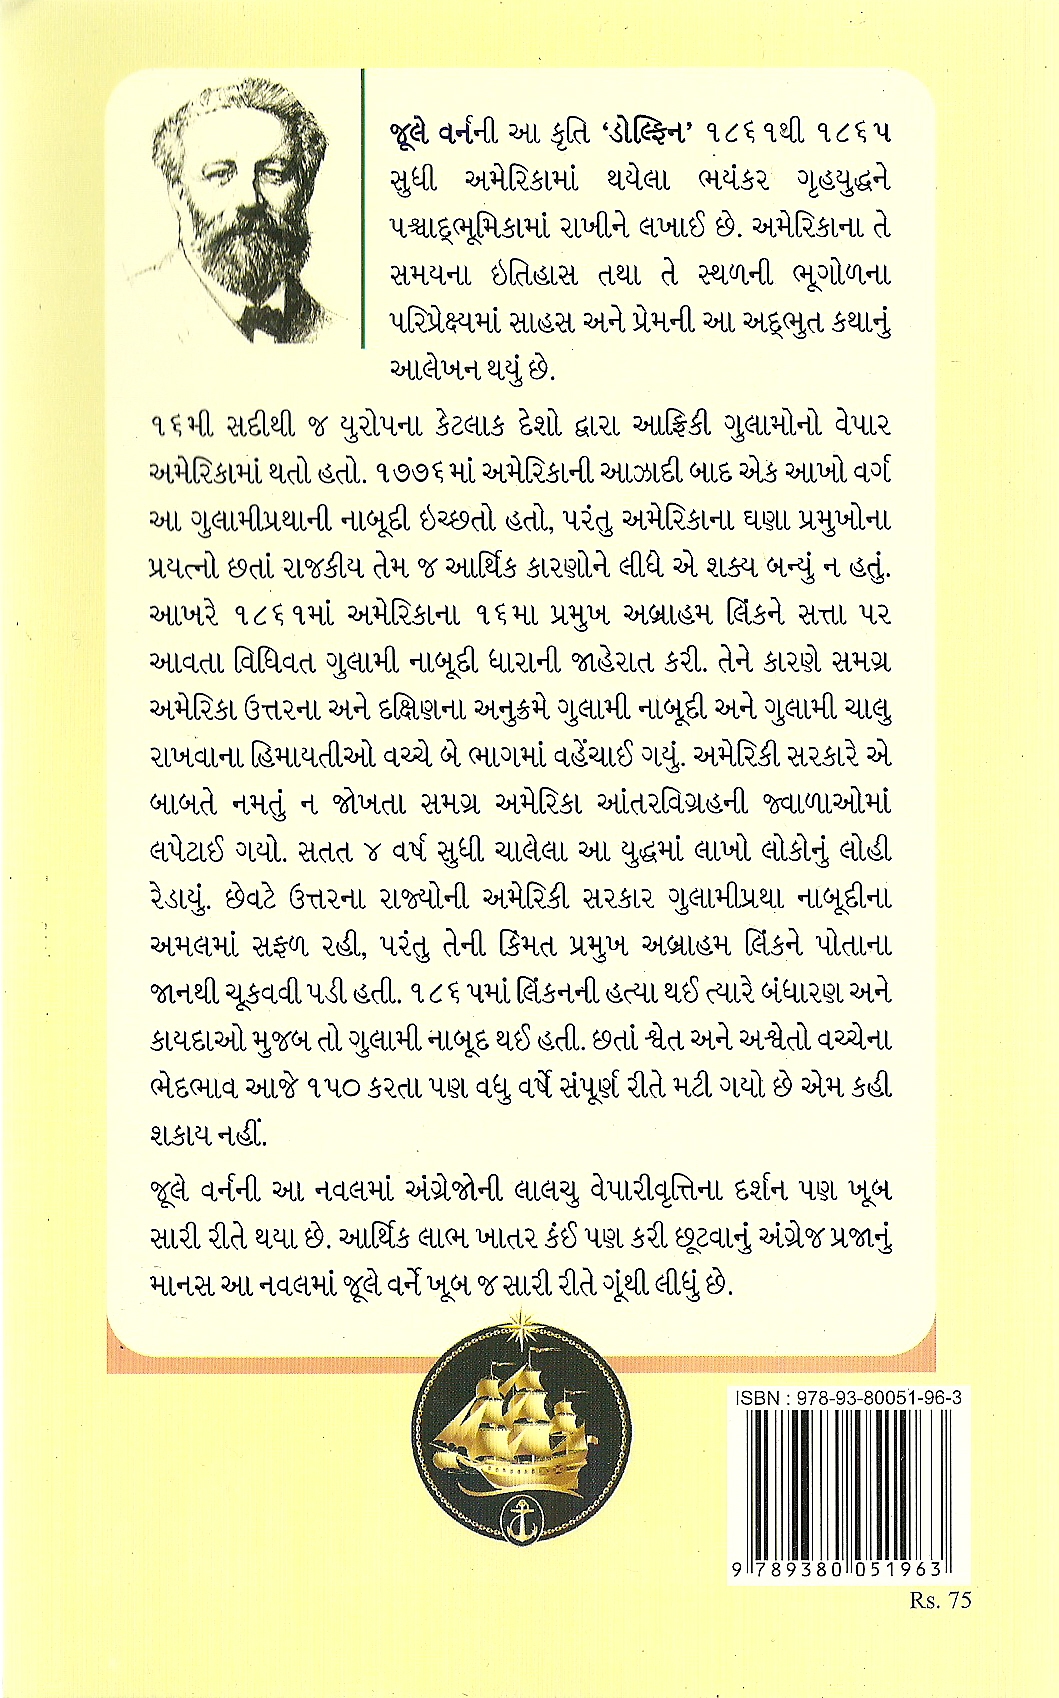 જૂલે વર્નની આ કૃતિ ‘ડોલ્ફિન’ ૧૮૬૧થી ૧૮૬૫
સુધી અમેરિકામાં થયેલા ભયંકર ગૃહયુદ્ધને
પશ્ચાદ્ભૂમિકામાં રાખીને લખાઈ છે. અમેરિકાના તે
સમયના ઇતિહાસ તથા તે સ્થળની ભૂગોળના
પરિપ્રેક્ષ્યમાં સાહસ અને પ્રેમની આ અદ્ભુત કથાનું
આલેખન થયું છે.
૧૬મી સદીથી જ યુરોપના કેટલાક દેશો દ્વારા આફ્રિકી ગુલામોનો વેપાર
અમેરિકામાં થતો હતો. ૧૭૭૬માં અમેરિકાની આઝાદી બાદ એક આખો વર્ગ
આ ગુલામીપ્રથાની નાબૂદી ઇચ્છતો હતો, પરંતુ અમેરિકાના ઘણા પ્રમુખોના
પ્રયત્નો છતાં રાજકીય તેમ જ આર્થિક કારણોને લીધે એ શક્ય બન્યું ન હતું.
આખરે ૧૮૬૧માં અમેરિકાના ૧૬મા પ્રમુખ અબ્રાહમ લિંકને સત્તા પર
આવતા વિધિવત ગુલામી નાબૂદી ધારાની જાહેરાત કરી. તેને કારણે સમગ્ર
અમેરિકા ઉત્તરના અને દક્ષિણના અનુક્રમે ગુલામી નાબૂદી અને ગુલામી ચાલુ
રાખવાના હિમાયતીઓ વચ્ચે બે ભાગમાં વહેંચાઈ ગયું. અમેરિકી સરકારે એ
બાબતે નમતું ન જોખતા સમગ્ર અમેરિકા આંતરવિગ્રહની જ્વાળાઓમાં
લપેટાઈ ગયો. સતત ૪ વર્ષ સુધી ચાલેલા આ યુદ્ધમાં લાખો લોકોનું લોહી
રેડાયું. છેવટે ઉત્તરના રાજ્યોની અમેરિકી સરકાર ગુલામીપ્રથા નાબૂદીના
અમલમાં સફળ રહી, પરંતુ તેની કિંમત પ્રમુખ અબ્રાહમ લિંકને પોતાના
જાનથી ચૂકવવી પડી હતી. ૧૮૬૫માં લિંકનની હત્યા થઈ ત્યારે બંધારણ અને
કાયદાઓ મુજબ તો ગુલામી નાબૂદ થઈ હતી. છતાં શ્વેત અને અશ્વેતો વચ્ચેના
ભેદભાવ આજે ૧૫૦ કરતા પણ વધુ વર્ષે સંપૂર્ણ રીતે મટી ગયો છે એમ કહી
શકાય નહીં.
જૂલે વર્નની આ નવલમાં અંગ્રેજોની લાલચુ વેપારીવૃત્તિના દર્શન પણ ખૂબ
સારી રીતે થયા છે. આર્થિક લાભ ખાતર કંઈ પણ કરી છૂટવાનું અંગ્રેજ પ્રજાનું
માનસ આ નવલમાં જૂલે વર્ને ખૂબ જ સારી રીતે ગૂંથી લીધું છે.
ISBN : 978-93-80051-96-3
9 789380 051963
Rs. 75